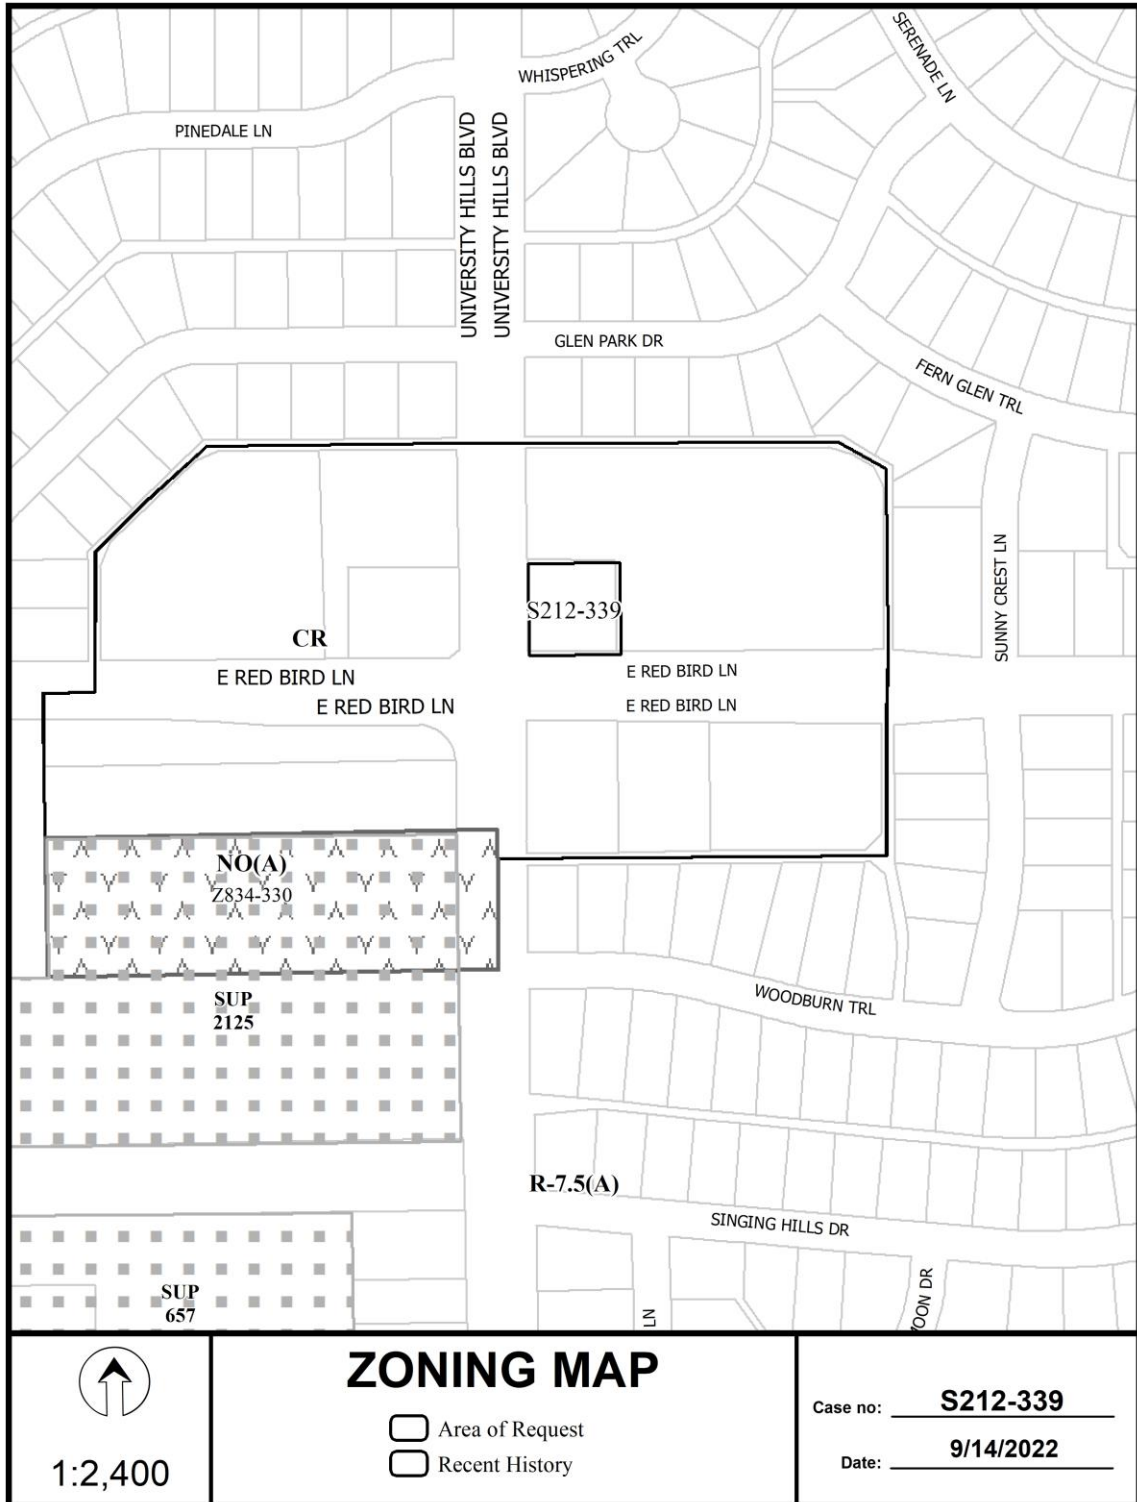 SERENADE LN
WHISPERING TRL
PINEDALE LN
UNIVERSITY HILLS BLVD
UNIVERSITY HILLS BLVD
GLEN PARK DR
FERN GLEN TRL
SUNNY CREST LN
S212-339
CR
E RED BIRD LN
E RED BIRD LN
E RED BIRD LN
E RED BIRD LN
NO(A)
Z834-330
SUP
2125
WOODBURN TRL
R-7.5(A)
SINGING HILLS DR
SUP
657
LN
MOON DR
1:2,400
ZONING MAP
Area of Request
Recent History
Case no: S212-339
Date: 9/14/2022